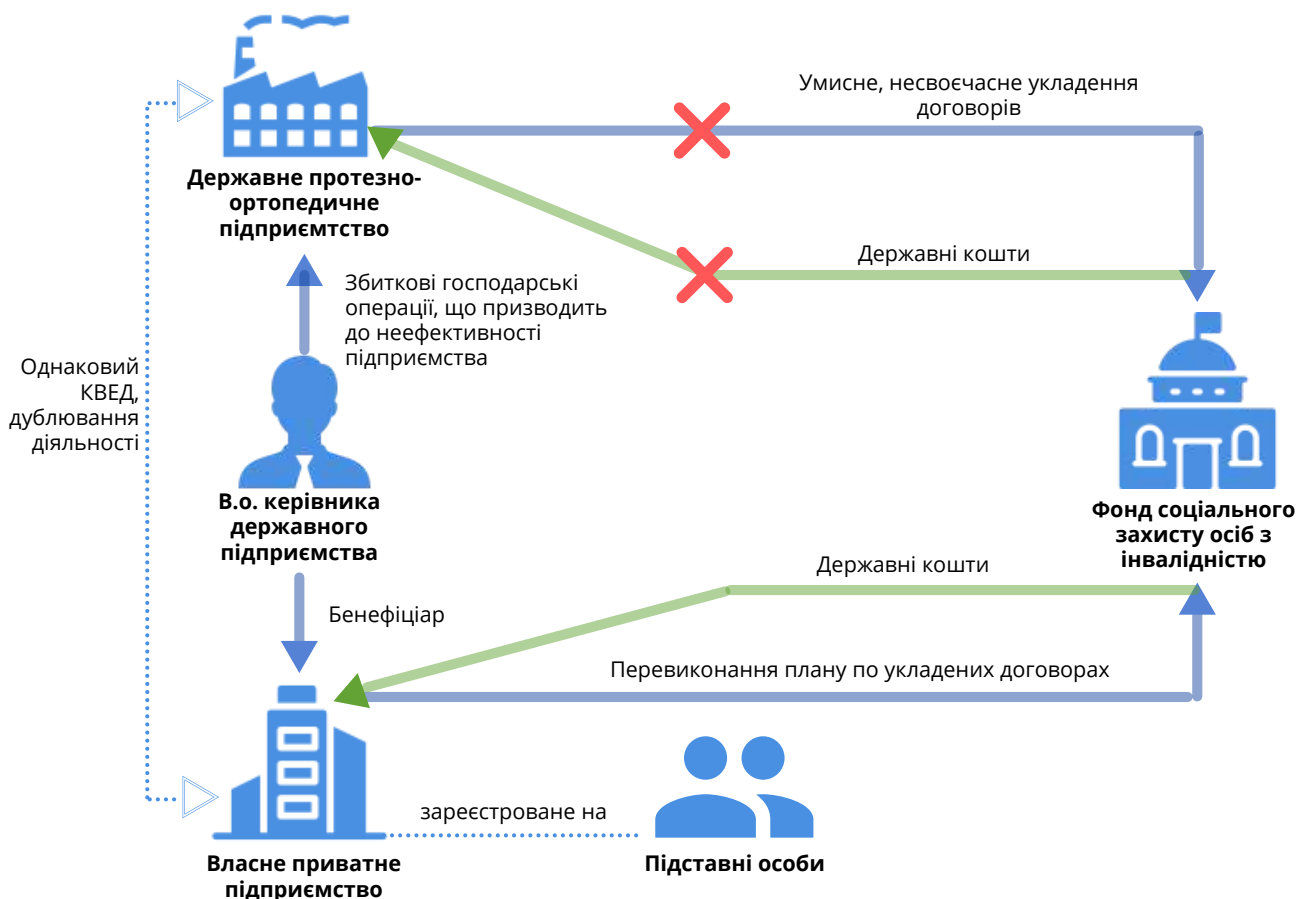 Умисне, несвоєчасне укладення
договорів
Державне протезно-
ортопедичне
підприємтство
Державні кошти
Збиткові господарські
операції, що призводить
до неефективності
підприємства
Однаковий
КВЕД,
дублювання
діяльності
В.о. керівника
державного
підприємства
Фонд соціального
захисту осіб з
інвалідністю
Державні кошти
Бенефіціар
Перевиконання плану по укладених договорах
зареєстроване на
Власне приватне
підприємство
Підставні особи